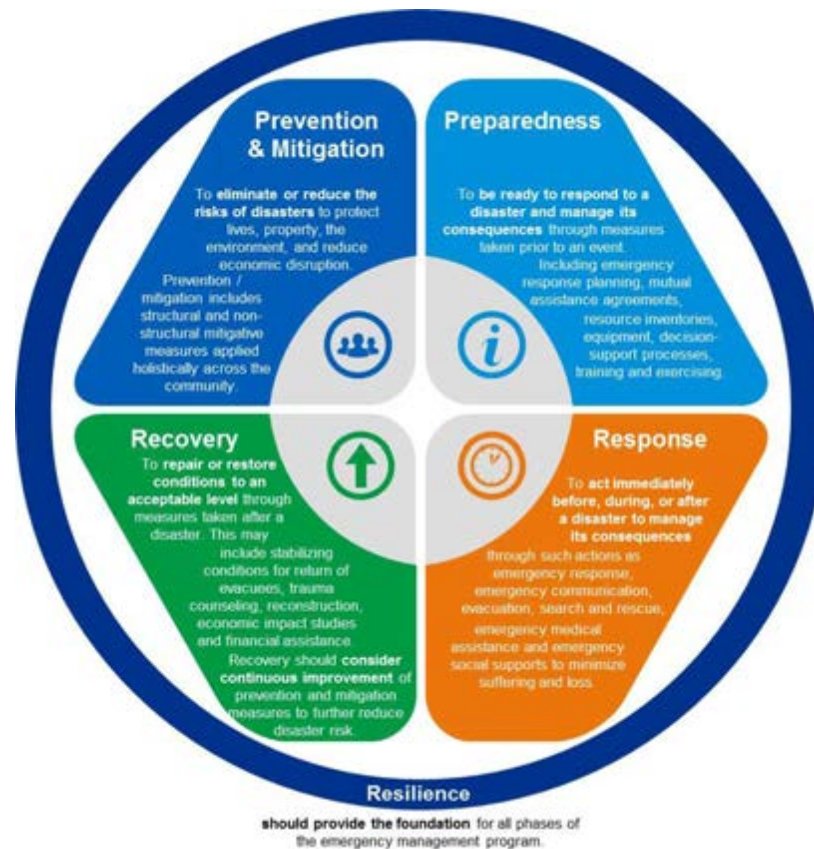 Prevention
& Mitigation
To eliminate or reduce the
risks of disasters to protect
lives, property, the
environment, and reduce
economic disruption.
Prevention /
mitigation includes
structural and non-
structural mitigative
measures applied
holistically across the
community.
Preparedness
To be ready to respond to a
disaster and manage its
consequences through measures
taken prior to an event.
Including emergency
response planning, mutual
assistance agreements,
resource inventories,
equipment, decision-
support processes,
training and exercising.
i
Recovery
To repair or restore
conditions to an
acceptable level through
measures taken after a
disaster. This may
include stabilizing
conditions for return of
evacuees, trauma
counseling, reconstruction,
economic impact studies
and financial assistance.
Recovery should consider
continuous improvement of
prevention and mitigation
measures to further reduce
disaster risk.
Response
To act immediately
before, during, or after
a disaster to manage
its consequences
through such actions as
emergency response,
emergency communication,
evacuation, search and rescue,
emergency medical
assistance and emergency
social supports to minimize
suffering and loss.
Resilience
should provide the foundation for all phases of
the emergency management program.